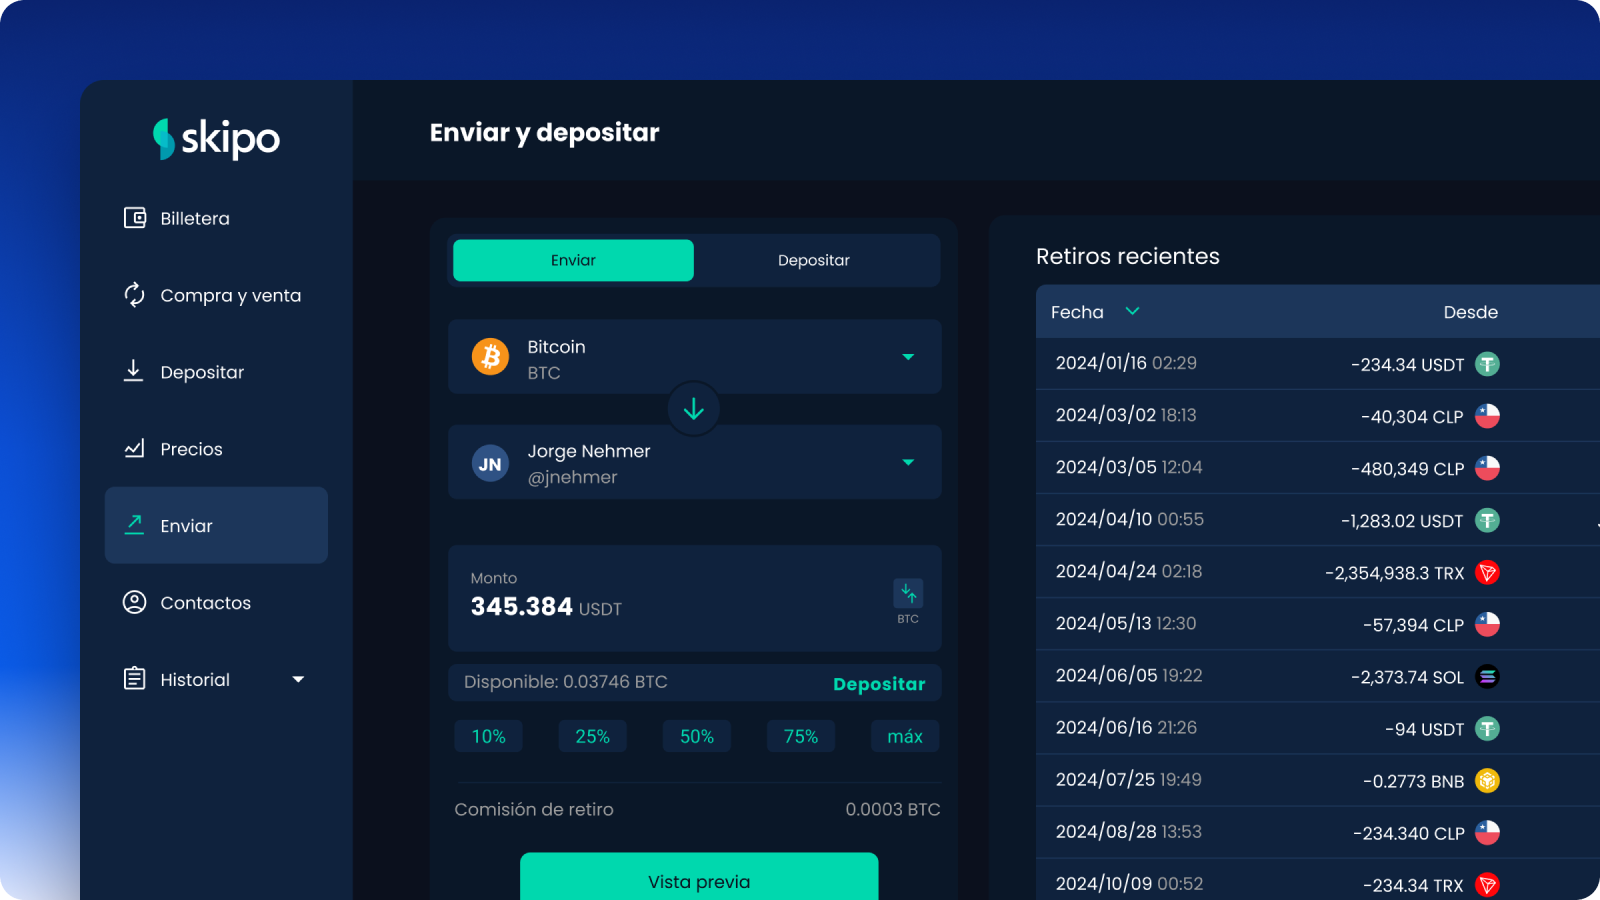 skipo
Billetera
Compra y venta
Depositar
Precios
Enviar
Contactos
Historial
Enviar y depositar
Enviar
Depositar
Bitcoin
BTC
JN
Jorge Nehmer
@jnehmer
Monto
345.384 USDT
BTC
Disponible: 0.03746 BTC
Depositar
10% 25% 50% 75% máx
Comisión de retiro 0.0003 BTC
Vista previa
Retiros recientes
Fecha Desde
2024/01/16 02:29 -234.34 USDT
2024/03/02 18:13 -40,304 CLP
2024/03/05 12:04 -480,349 CLP
2024/04/10 00:55 -1,283.02 USDT
2024/04/24 02:18 -2,354,938.3 TRX
2024/05/13 12:30 -57,394 CLP
2024/06/05 19:22 -2,373.74 SOL
2024/06/16 21:26 -94 USDT
2024/07/25 19:49 -0.2773 BNB
2024/08/28 13:53 -234.340 CLP
2024/10/09 00:52 -234.34 TRX